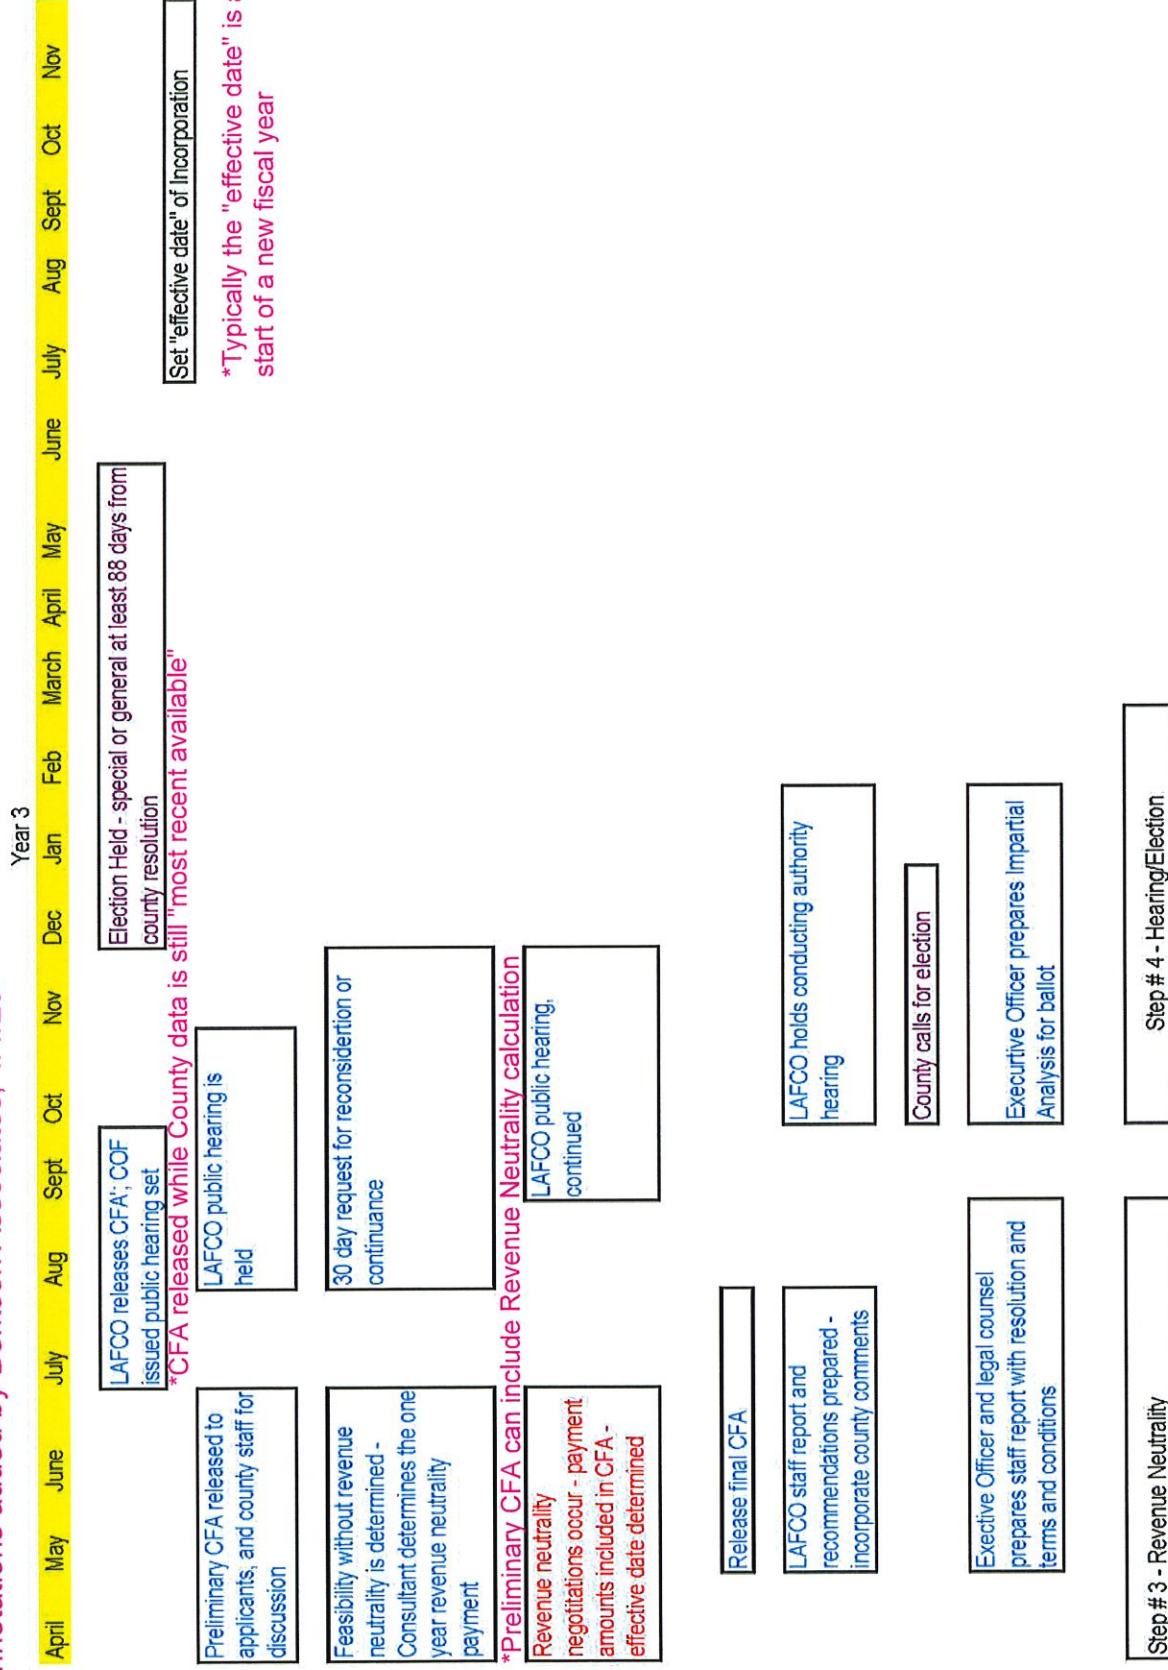 Year 3
April May June July Aug Sept Oct Nov Dec Jan Feb March April May June July Aug Sept Oct Nov
LAFCO releases CFA'; COF
issued public hearing set
Election Held - special or general at least 88 days from
county resolution
*CFA released while County data is still "most recent available"
Set "effective date" of Incorporation
*Typically the "effective date" is
start of a new fiscal year
Preliminary CFA released to
applicants, and county staff for
discussion
LAFCO public hearing is
held
Feasibility without revenue
neutrality is determined -
Consultant determines the one
year revenue neutrality
payment
30 day request for reconsidertion or
continuance
*Preliminary CFA can include Revenue Neutrality calculation
Revenue neutrality
negotitations occur - payment
amounts included in CFA -
effective date determined
LAFCO public hearing,
continued
Release final CFA
LAFCO staff report and
recommendations prepared -
incorporate county comments
LAFCO holds conducting authority
hearing
County calls for election
Exective Officer and legal counsel
prepares staff report with resolution and
terms and conditions
Execurtive Officer prepares Impartial
Analysis for ballot
Step # 3 - Revenue Neutrality
Step # 4 - Hearing/Election